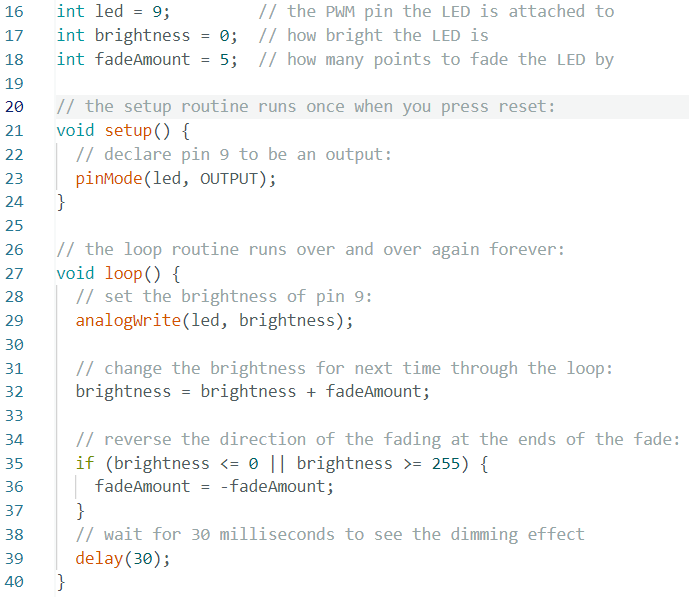 16 int led = 9;         // the PWM pin the LED is attached to
17 int brightness = 0;  // how bright the LED is
18 int fadeAmount = 5;  // how many points to fade the LED by
19
20 // the setup routine runs once when you press reset:
21 void setup() {
22   // declare pin 9 to be an output:
23   pinMode(led, OUTPUT);
24 }
25
26 // the loop routine runs over and over again forever:
27 void loop() {
28   // set the brightness of pin 9:
29   analogWrite(led, brightness);
30
31   // change the brightness for next time through the loop:
32   brightness = brightness + fadeAmount;
33
34   // reverse the direction of the fading at the ends of the fade:
35   if (brightness <= 0 || brightness >= 255) {
36     fadeAmount = -fadeAmount;
37   }
38   // wait for 30 milliseconds to see the dimming effect
39   delay(30);
40 }